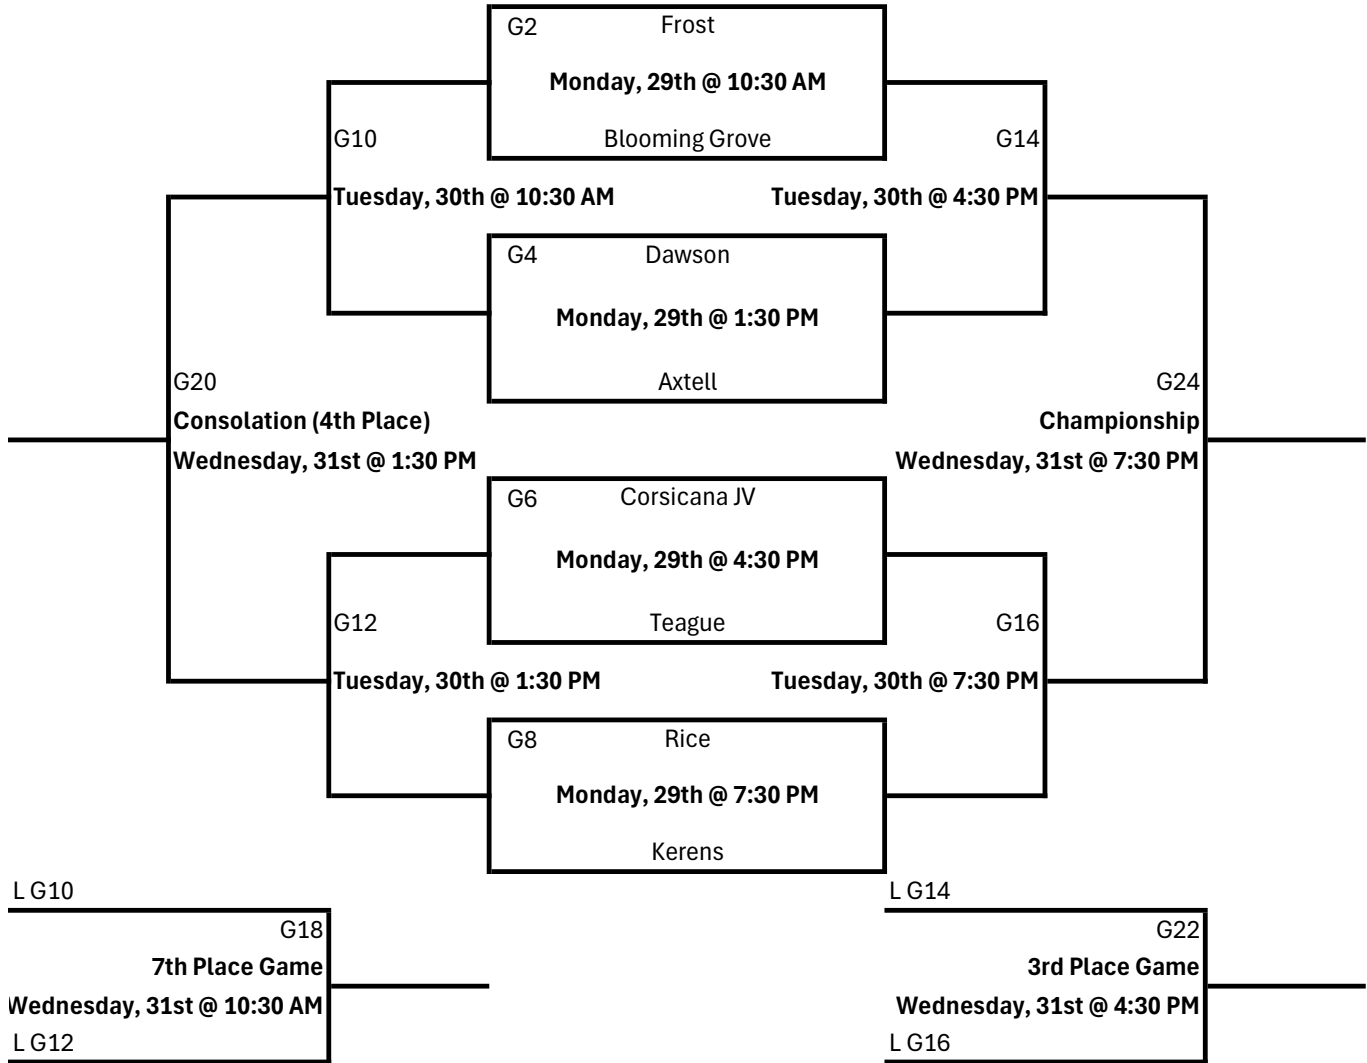 G2 Frost
Monday, 29th @ 10:30 AM
Blooming Grove
G10
G14
Tuesday, 30th @ 10:30 AM
Tuesday, 30th @ 4:30 PM
G4 Dawson
Monday, 29th @ 1:30 PM
Axtell
G20
Consolation (4th Place)
Wednesday, 31st @ 1:30 PM
G24
Championship
Wednesday, 31st @ 7:30 PM
G6 Corsicana JV
Monday, 29th @ 4:30 PM
Teague
G12
G16
Tuesday, 30th @ 1:30 PM
Tuesday, 30th @ 7:30 PM
G8 Rice
Monday, 29th @ 7:30 PM
Kerens
L G10
G18
7th Place Game
Wednesday, 31st @ 10:30 AM
L G12
L G14
G22
3rd Place Game
Wednesday, 31st @ 4:30 PM
L G16